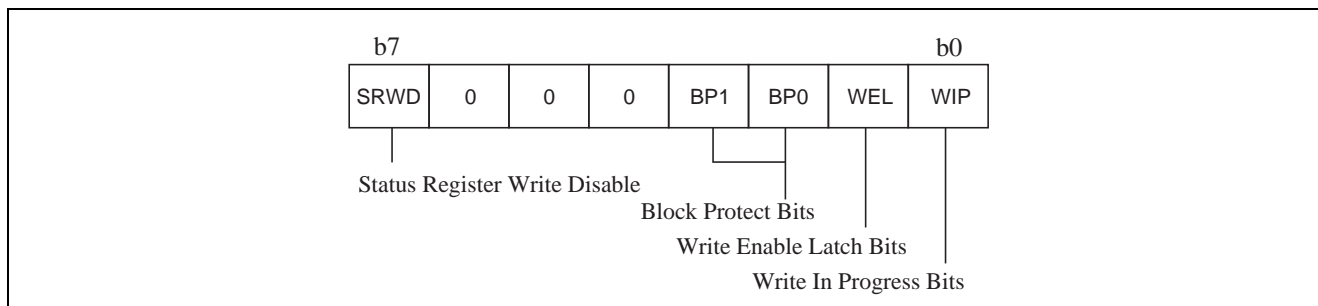 b7 b0
SRWD 0 0 0 BP1 BP0 WEL WIP
Status Register Write Disable
Block Protect Bits
Write Enable Latch Bits
Write In Progress Bits